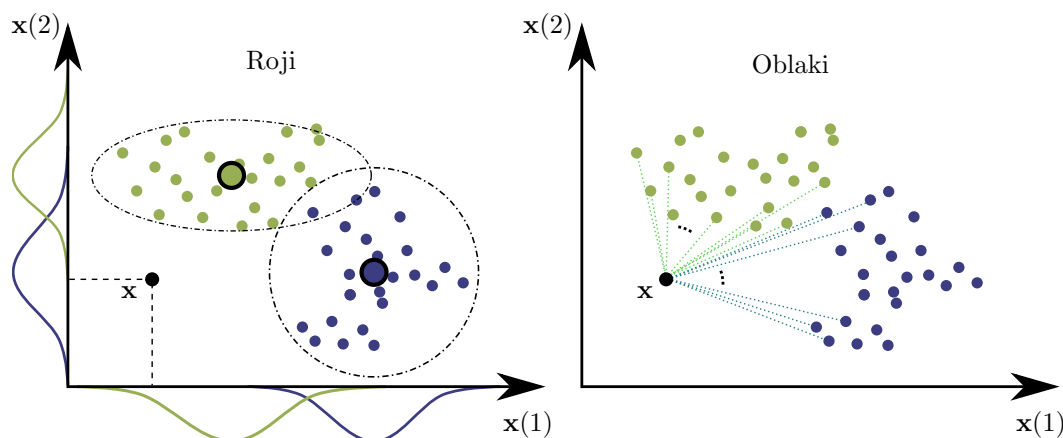 x(2)
Roji
x
x(1)
x(2)
Oblaki
x
x(1)